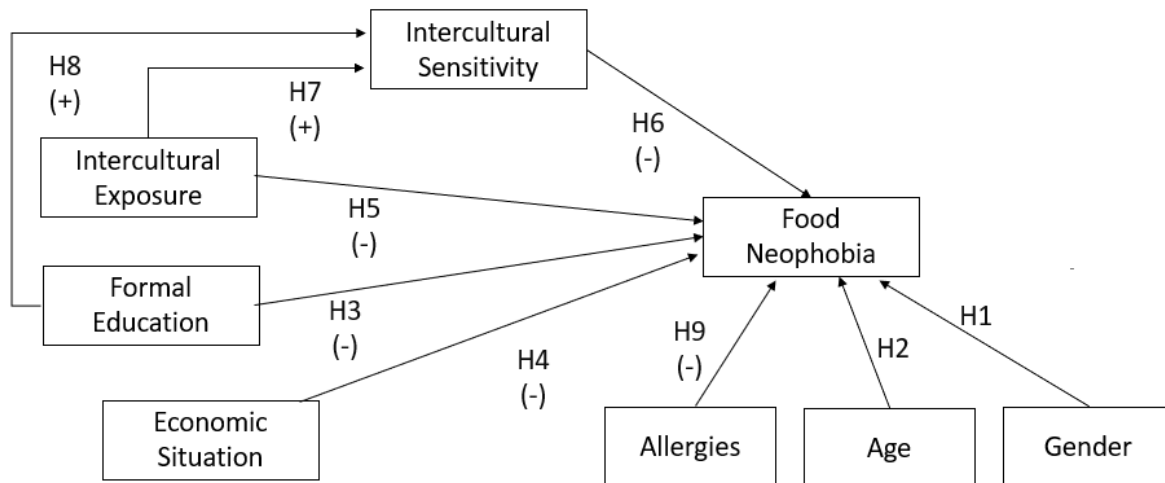 Intercultural
Sensitivity
H8
(+)
H7
(+)
H6
(-)
Intercultural
Exposure
H5
(-)
Food
Neophobia
Formal
Education
H3
(-)
H4
(-)
H9
(-)
H2
H1
Economic
Situation
Allergies
Age
Gender